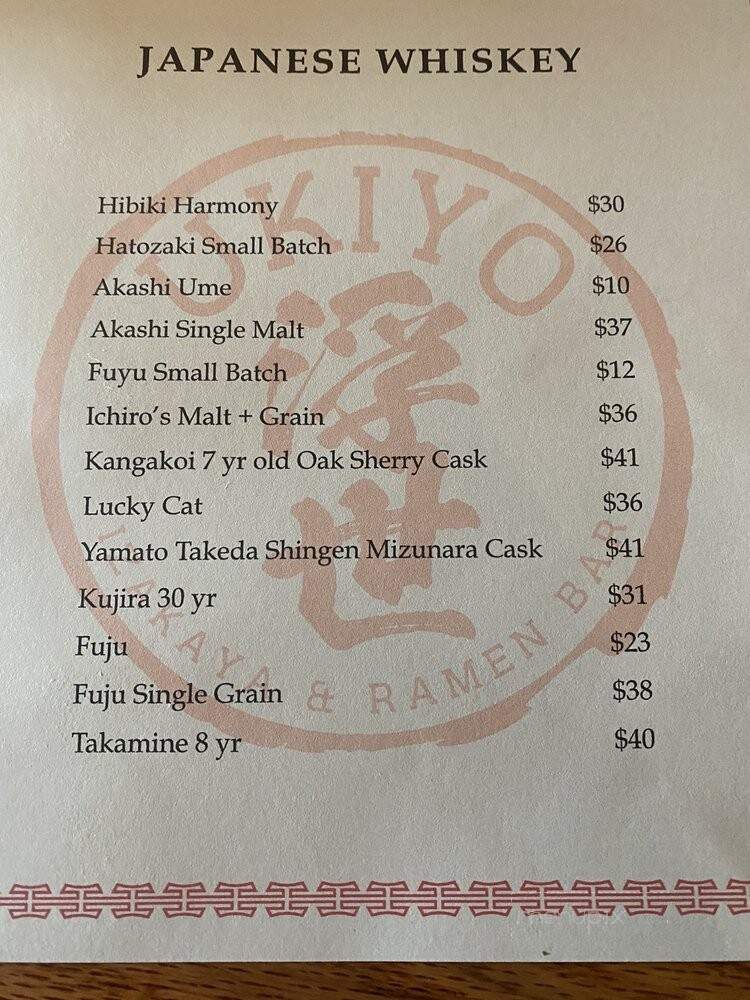 JAPANESE WHISKEY
UKIYO
浮世
IZAKAYA & RAMEN BAR
Hibiki Harmony $30
Hatozaki Small Batch $26
Akashi Ume $10
Akashi Single Malt $37
Fuyu Small Batch $12
Ichiro's Malt + Grain $36
Kangakoi 7 yr old Oak Sherry Cask $41
Lucky Cat $36
Yamato Takeda Shingen Mizunara Cask $41
Kujira 30 yr $31
Fuju $23
Fuju Single Grain $38
Takamine 8 yr $40
menupix